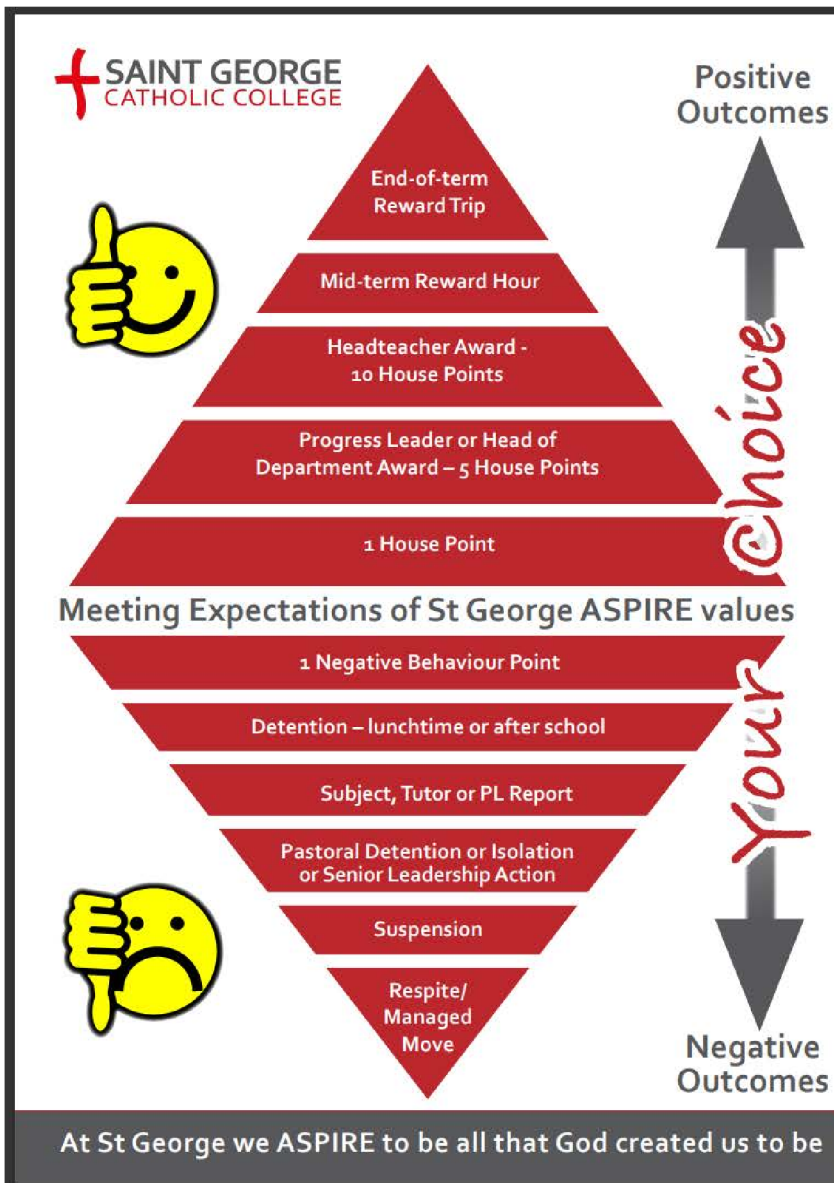 SAINT GEORGE
CATHOLIC COLLEGE
Positive
Outcomes
End-of-term
Reward Trip
Mid-term Reward Hour
Headteacher Award -
10 House Points
Progress Leader or Head of
Department Award – 5 House Points
1 House Point
Your Choice
Meeting Expectations of St George ASPIRE values
1 Negative Behaviour Point
Detention – lunchtime or after school
Subject, Tutor or PL Report
Pastoral Detention or Isolation
or Senior Leadership Action
Suspension
Respite/
Managed
Move
Negative
Outcomes
At St George we ASPIRE to be all that God created us to be